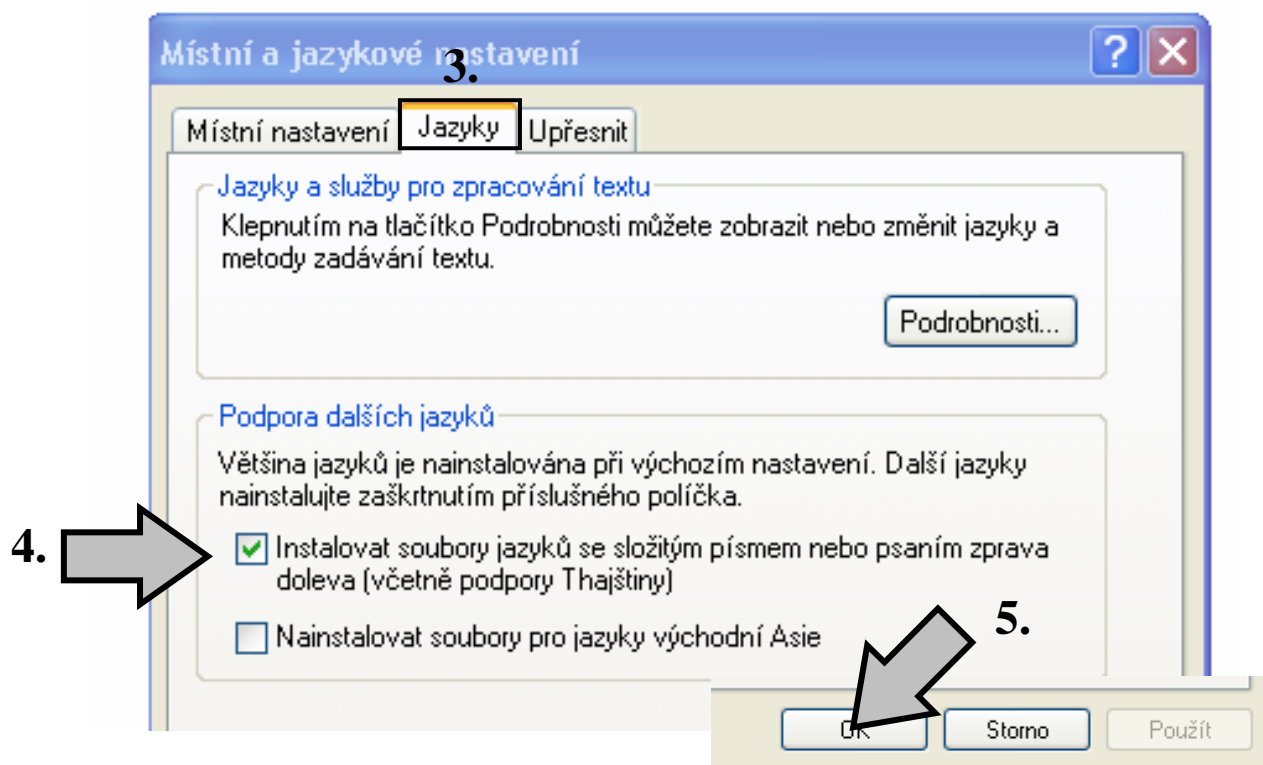 Místní a jazykové nastavení
3.
Místní nastavení Jazyky Upřesnit
Jazyky a služby pro zpracování textu
Klepnutím na tlačítko Podrobnosti můžete zobrazit nebo změnit jazyky a
metody zadávání textu.
Podrobnosti...
Podpora dalších jazyků
Většina jazyků je nainstalována při výchozím nastavení. Další jazyky
nainstalujte zaškrtnutím příslušného políčka.
4.
Instalovat soubory jazyků se složitým písmem nebo psaním zprava
doleva (včetně podpory Thajštiny)
5.
Nainstalovat soubory pro jazyky východní Asie
OK Storno Použít